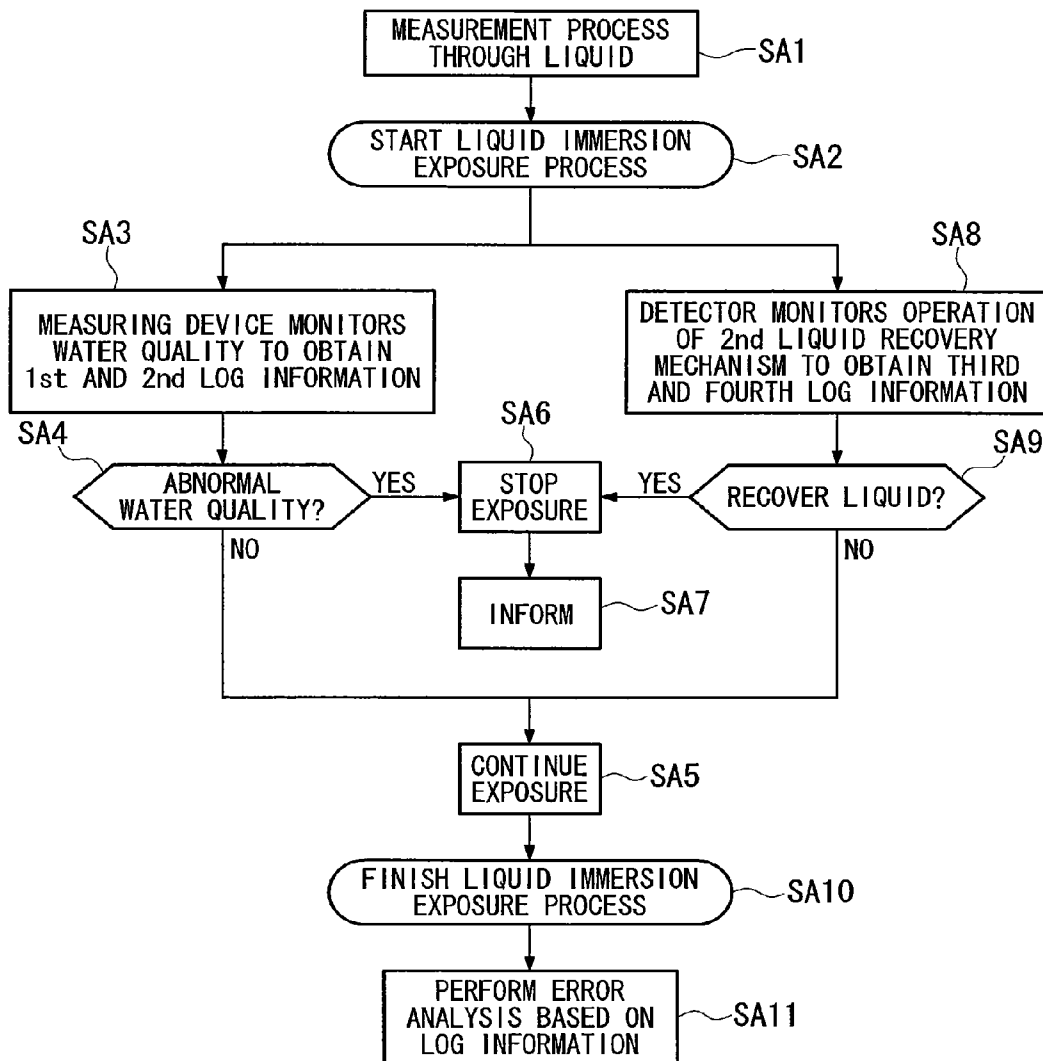 MEASUREMENT PROCESS
THROUGH LIQUID
SA1
START LIQUID IMMERSION
EXPOSURE PROCESS
SA2
SA3
MEASURING DEVICE MONITORS
WATER QUALITY TO OBTAIN
1st AND 2nd LOG INFORMATION
SA8
DETECTOR MONITORS OPERATION
OF 2nd LIQUID RECOVERY
MECHANISM TO OBTAIN THIRD
AND FOURTH LOG INFORMATION
SA4
ABNORMAL
WATER QUALITY?
YES
NO
SA6
STOP
EXPOSURE
SA9
RECOVER LIQUID?
YES
NO
INFORM
SA7
CONTINUE
EXPOSURE
SA5
FINISH LIQUID IMMERSION
EXPOSURE PROCESS
SA10
PERFORM ERROR
ANALYSIS BASED ON
LOG INFORMATION
SA11